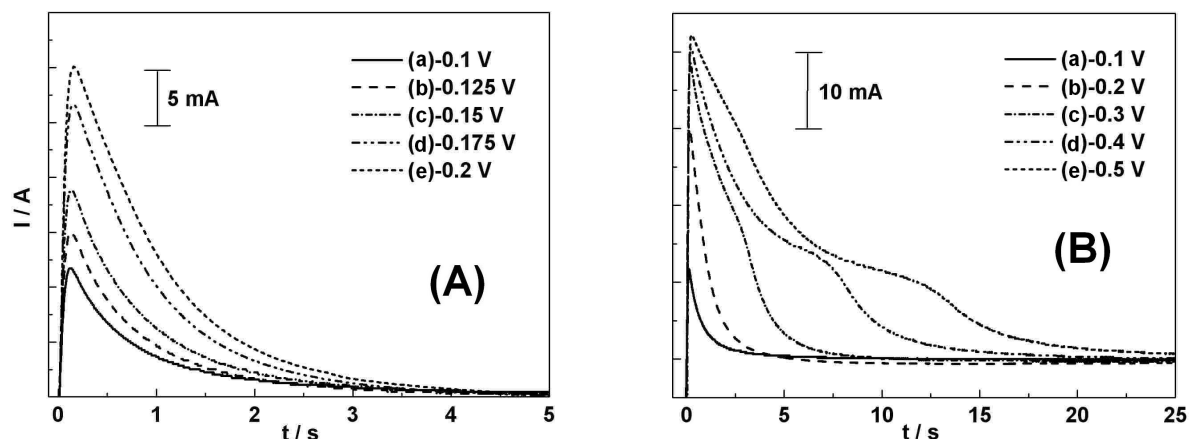 (a)-0.1 V
(b)-0.125 V
(c)-0.15 V
(d)-0.175 V
(e)-0.2 V
5 mA
I / A
(A)
0 1 2 3 4 5
t / s
(a)-0.1 V
(b)-0.2 V
(c)-0.3 V
(d)-0.4 V
(e)-0.5 V
10 mA
(B)
0 5 10 15 20 25
t / s